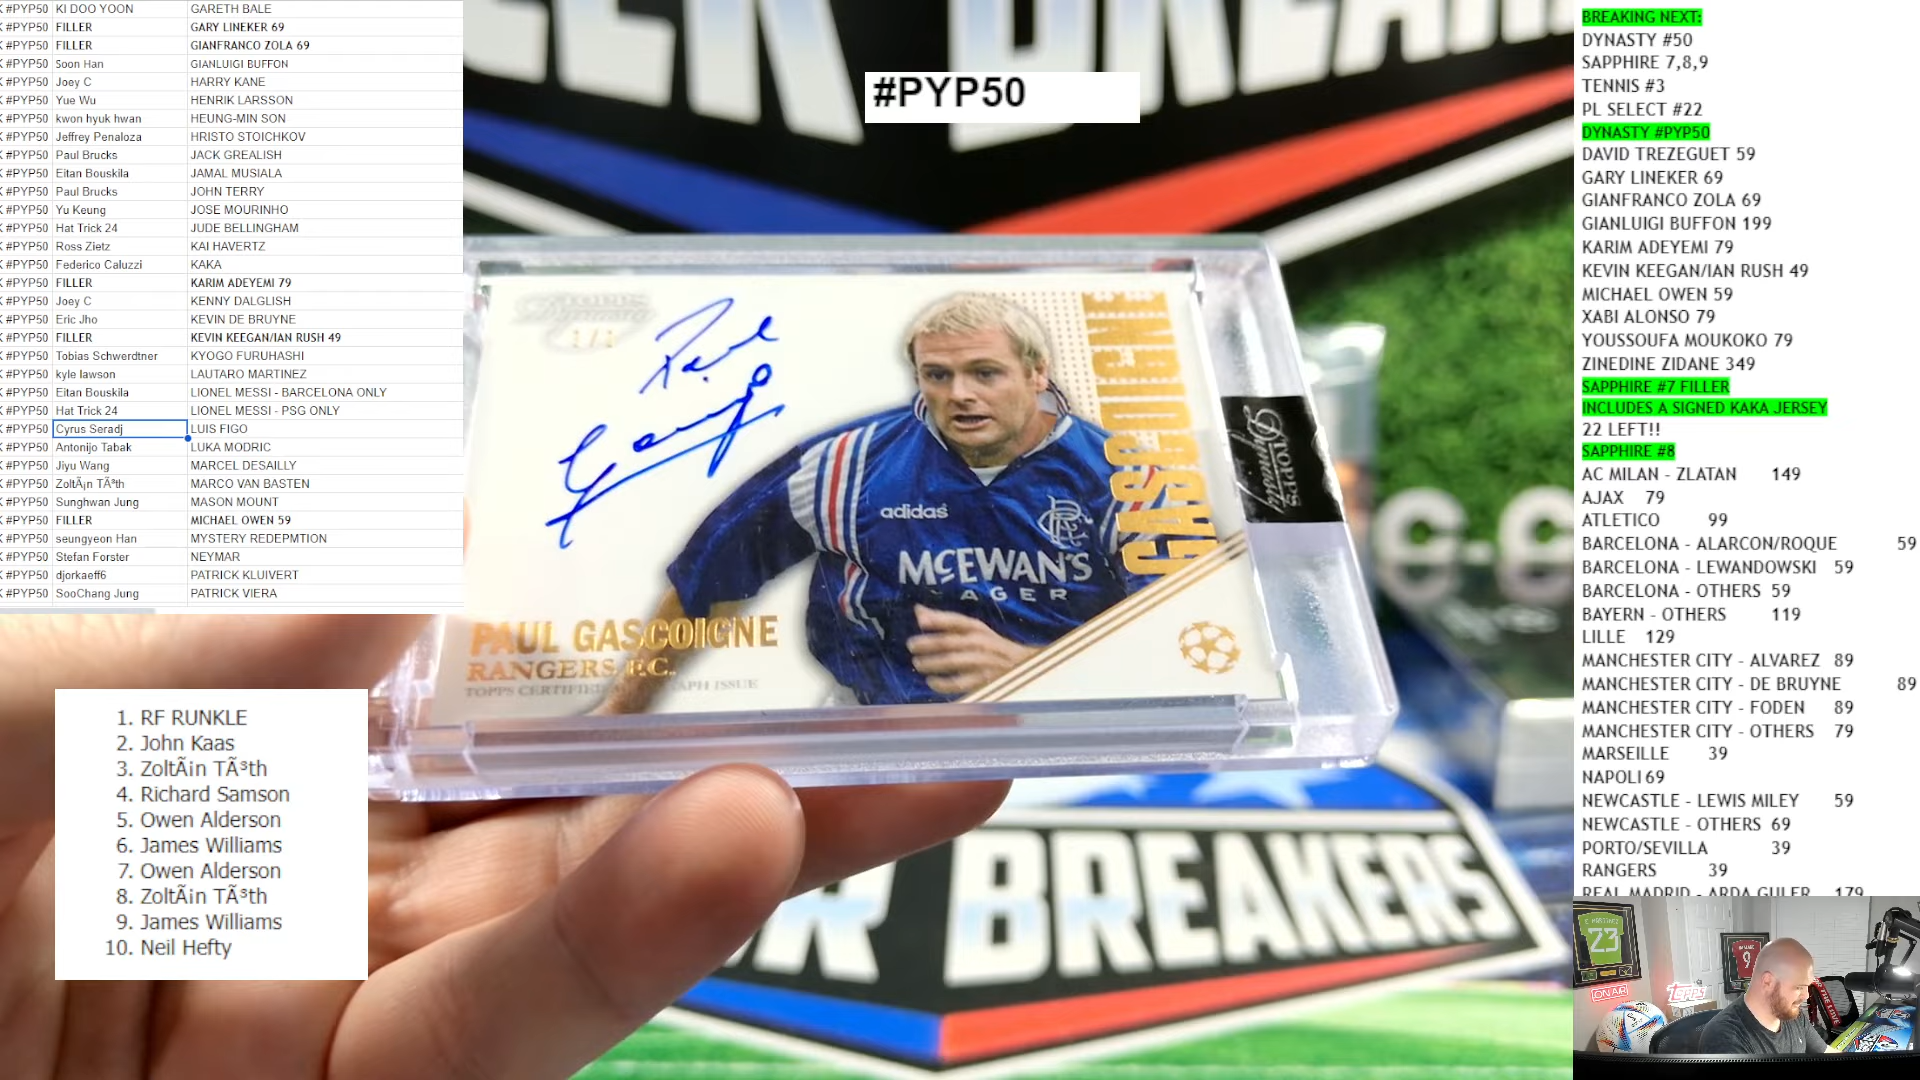 K #PYP50 KI DOO YOON GARETH BALE
K #PYP50 FILLER GARY LINEKER 69
K #PYP50 FILLER GIANFRANCO ZOLA 69
K #PYP50 Soon Han GIANLUIGI BUFFON
K #PYP50 Joey C HARRY KANE
K #PYP50 Yue Wu HENRIK LARSSON
K #PYP50 kwon hyuk hwan HEUNG-MIN SON
K #PYP50 Jeffrey Penaloza HRISTO STOICHKOV
K #PYP50 Paul Brucks JACK GREALISH
K #PYP50 Eitan Bouskila JAMAL MUSIALA
K #PYP50 Paul Brucks JOHN TERRY
K #PYP50 Yu Keung JOSE MOURINHO
K #PYP50 Hat Trick 24 JUDE BELLINGHAM
K #PYP50 Ross Zietz KAI HAVERTZ
K #PYP50 Federico Caluzzi KAKA
K #PYP50 FILLER KARIM ADEYEMI 79
K #PYP50 Joey C KENNY DALGLISH
K #PYP50 Eric Jho KEVIN DE BRUYNE
K #PYP50 FILLER KEVIN KEEGAN/IAN RUSH 49
K #PYP50 Tobias Schwerdtner KYOGO FURUHASHI
K #PYP50 kyle lawson LAUTARO MARTINEZ
K #PYP50 Eitan Bouskila LIONEL MESSI - BARCELONA ONLY
K #PYP50 Hat Trick 24 LIONEL MESSI - PSG ONLY
K #PYP50 Cyrus Seradj LUIS FIGO
K #PYP50 Antonijo Tabak LUKA MODRIC
K #PYP50 Jiyu Wang MARCEL DESAILLY
K #PYP50 ZoltÃ¡n TÃ³th MARCO VAN BASTEN
K #PYP50 Sunghwan Jung MASON MOUNT
K #PYP50 FILLER MICHAEL OWEN 59
K #PYP50 seungyeon Han MYSTERY REDEPMTION
K #PYP50 Stefan Forster NEYMAR
K #PYP50 djorkaeff6 PATRICK KLUIVERT
K #PYP50 SooChang Jung PATRICK VIERA
#PYP50
1/1
Paul
GASCOIGNE
adidas
McEWAN'S
LAGER
PAUL GASCOIGNE
RANGERS F.C.
TOPPS CERTIFIED AUTOGRAPH ISSUE
TOPPS
Dynasty
BREAKERS
1. RF RUNKLE
2. John Kaas
3. ZoltÃ¡n TÃ³th
4. Richard Samson
5. Owen Alderson
6. James Williams
7. Owen Alderson
8. ZoltÃ¡n TÃ³th
9. James Williams
10. Neil Hefty
BREAKING NEXT:
DYNASTY #50
SAPPHIRE 7,8,9
TENNIS #3
PL SELECT #22
DYNASTY #PYP50
DAVID TREZEGUET 59
GARY LINEKER 69
GIANFRANCO ZOLA 69
GIANLUIGI BUFFON 199
KARIM ADEYEMI 79
KEVIN KEEGAN/IAN RUSH 49
MICHAEL OWEN 59
XABI ALONSO 79
YOUSSOUFA MOUKOKO 79
ZINEDINE ZIDANE 349
SAPPHIRE #7 FILLER
INCLUDES A SIGNED KAKA JERSEY
22 LEFT!!
SAPPHIRE #8
AC MILAN - ZLATAN 149
AJAX 79
ATLETICO 99
BARCELONA - ALARCON/ROQUE 59
BARCELONA - LEWANDOWSKI 59
BARCELONA - OTHERS 59
BAYERN - OTHERS 119
LILLE 129
MANCHESTER CITY - ALVAREZ 89
MANCHESTER CITY - DE BRUYNE 89
MANCHESTER CITY - FODEN 89
MANCHESTER CITY - OTHERS 79
MARSEILLE 39
NAPOLI 69
NEWCASTLE - LEWIS MILEY 59
NEWCASTLE - OTHERS 69
PORTO/SEVILLA 39
RANGERS 39
REAL MADRID - ARDA GULER 179
23
9
ON AIR
TOPPS